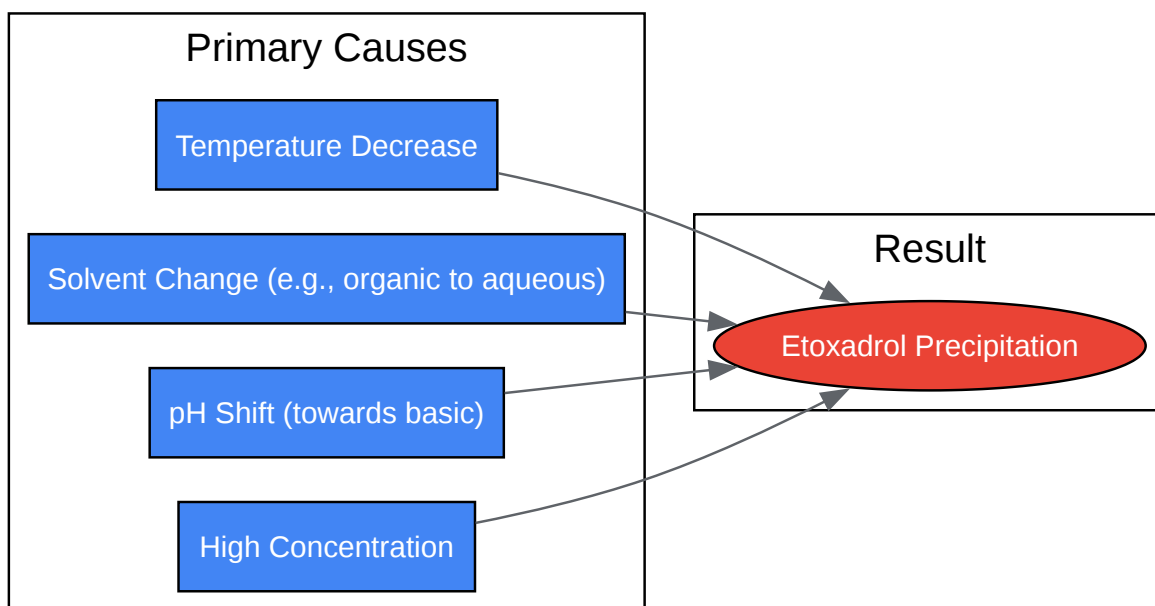 Primary Causes
Temperature Decrease
Solvent Change (e.g., organic to aqueous)
pH Shift (towards basic)
High Concentration
Result
Etoxadrol Precipitation